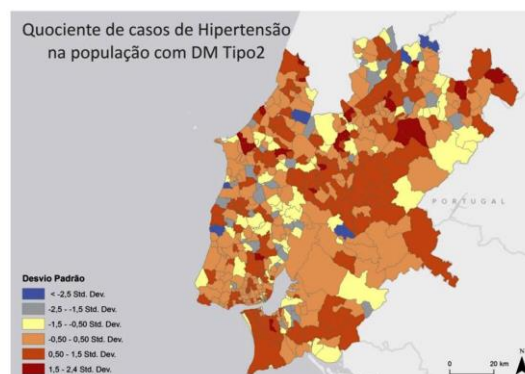 Quociente de casos de Hipertensão
na população com DM Tipo2
PORTUGAL
Desvio Padrão
< -2,5 Std. Dev.
-2,5 - -1,5 Std. Dev.
-1,5 - -0,50 Std. Dev.
-0,50 - 0,50 Std. Dev.
0,50 - 1,5 Std. Dev.
1,5 - 2,4 Std. Dev.
N
0 20 km